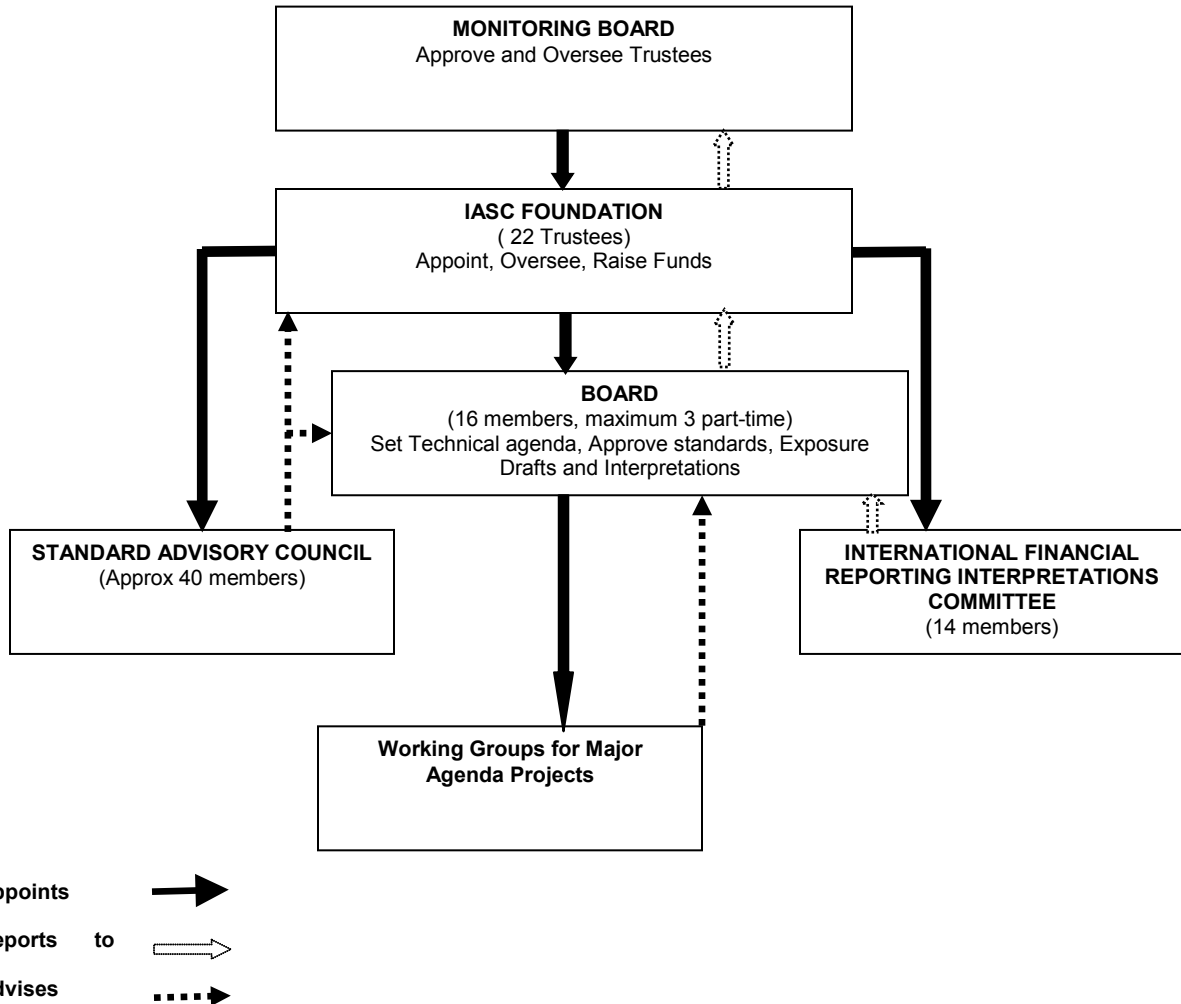 MONITORING BOARD
Approve and Oversee Trustees
IASC FOUNDATION
( 22 Trustees)
Appoint, Oversee, Raise Funds
BOARD
(16 members, maximum 3 part-time)
Set Technical agenda, Approve standards, Exposure
Drafts and Interpretations
STANDARD ADVISORY COUNCIL
(Approx 40 members)
INTERNATIONAL FINANCIAL
REPORTING INTERPRETATIONS
COMMITTEE
(14 members)
Working Groups for Major
Agenda Projects
ppoints
eports to
dvises